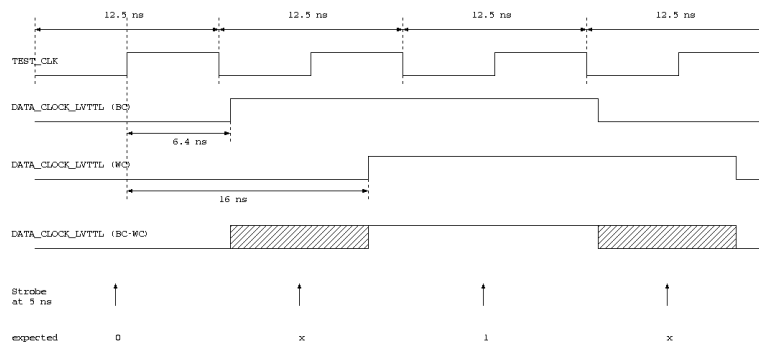 12.5 ns 12.5 ns 12.5 ns 12.5 ns
TEST_CLK
DATA_CLOCK_LVTTL (BC)
6.4 ns
DATA_CLOCK_LVTTL (WC)
16 ns
DATA_CLOCK_LVTTL (BC-WC)
Strobe
at 5 ns
expected 0 x 1 x